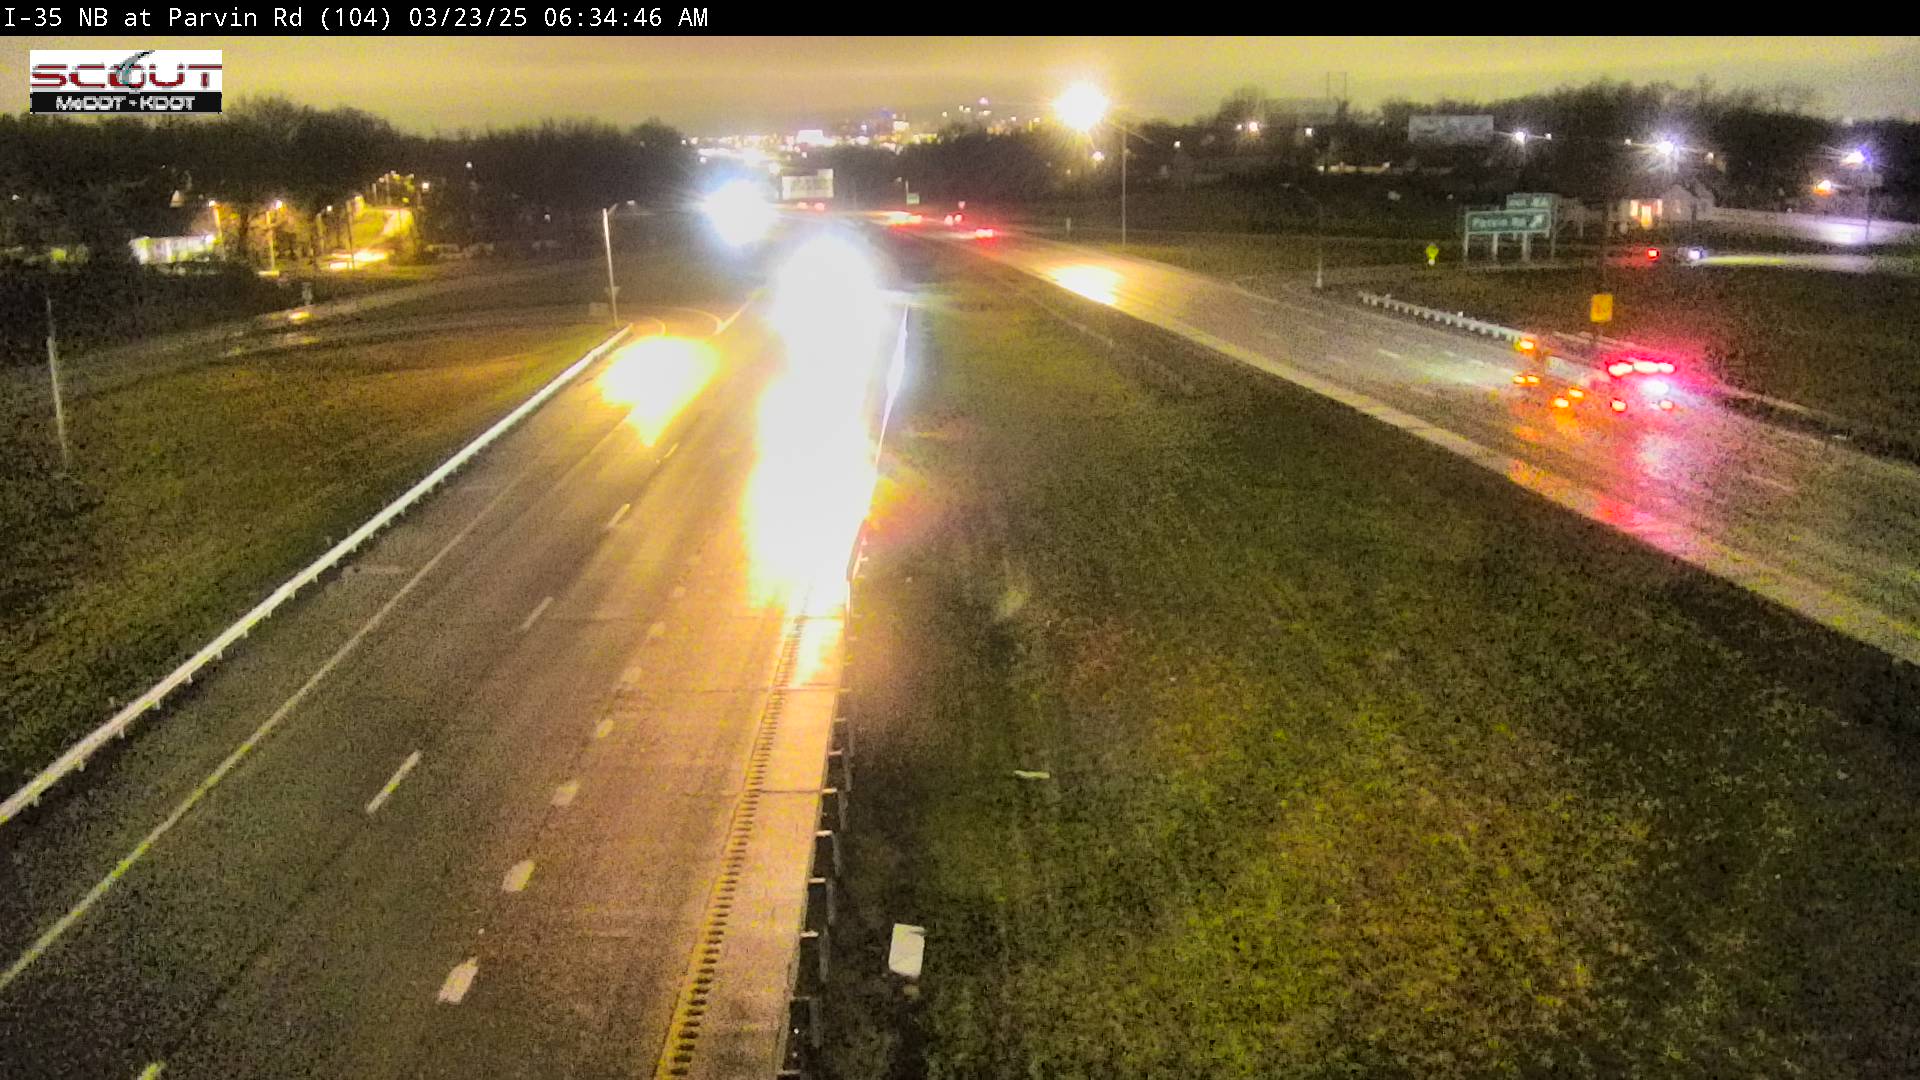 I-35 NB at Parvin Rd (104) 03/23/25 06:34:46 AM
SCOUT
MoDOT - KDOT
Parvin Rd